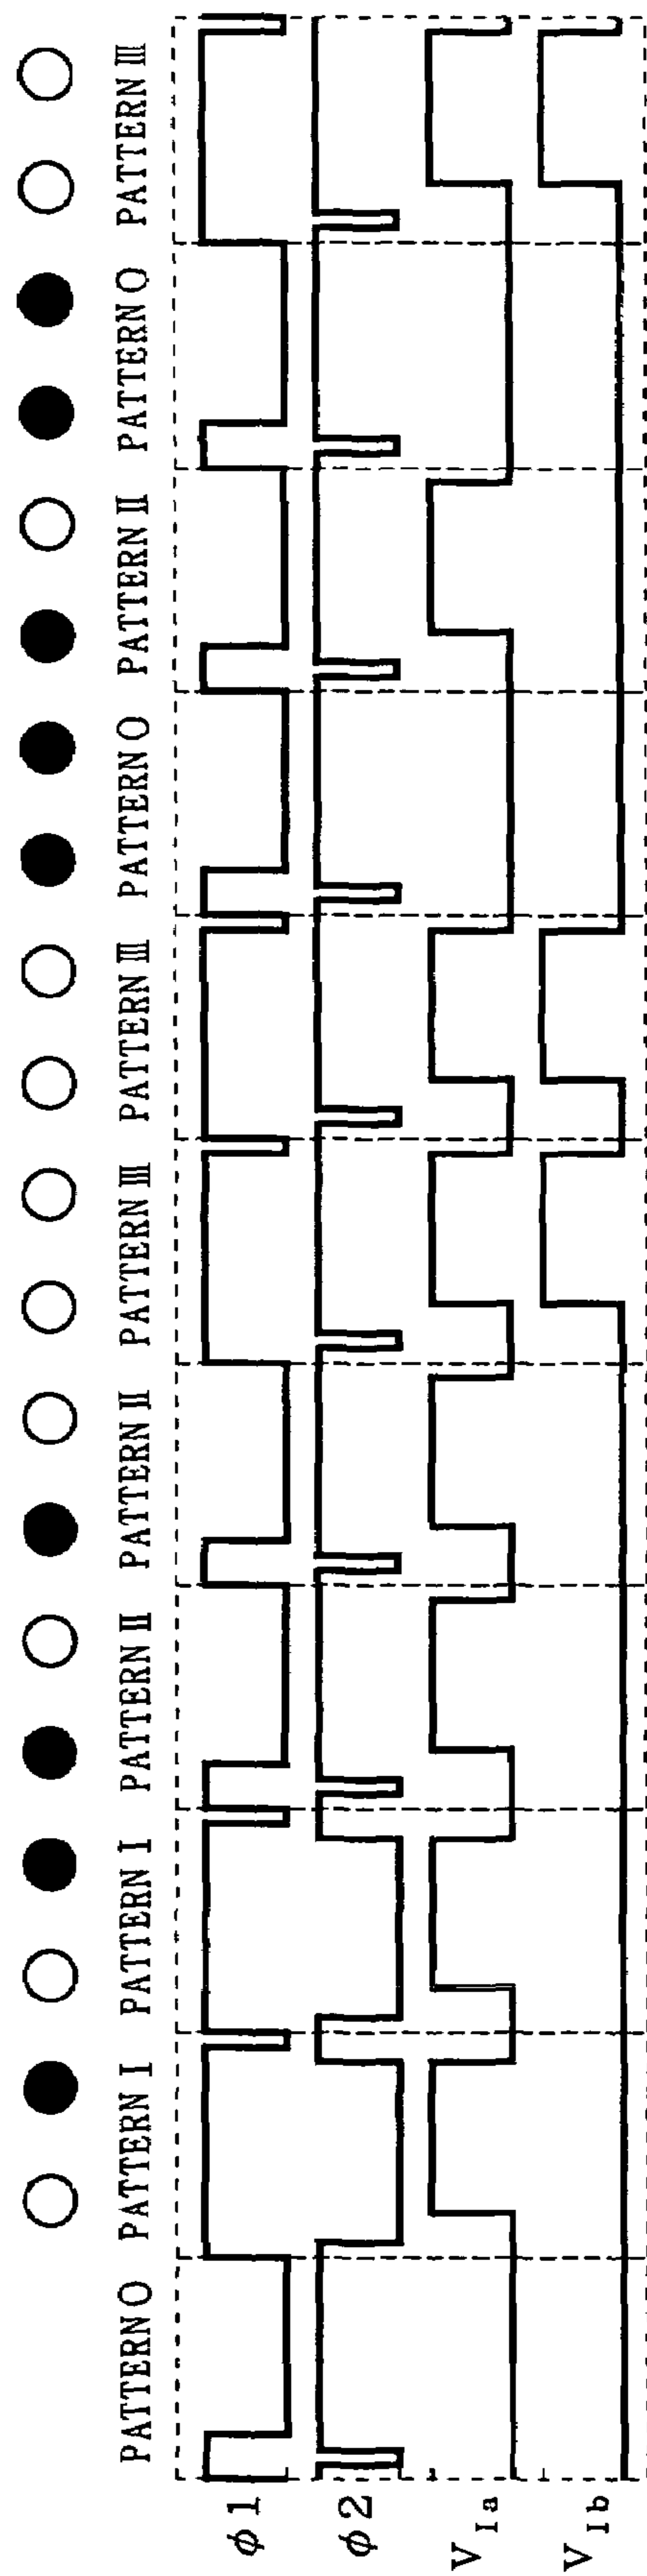 PATTERN O PATTERN I PATTERN I PATTERN II PATTERN II PATTERN III PATTERN III PATTERN O PATTERN II PATTERN O PATTERN III
φ1
φ2
VIa
VIb